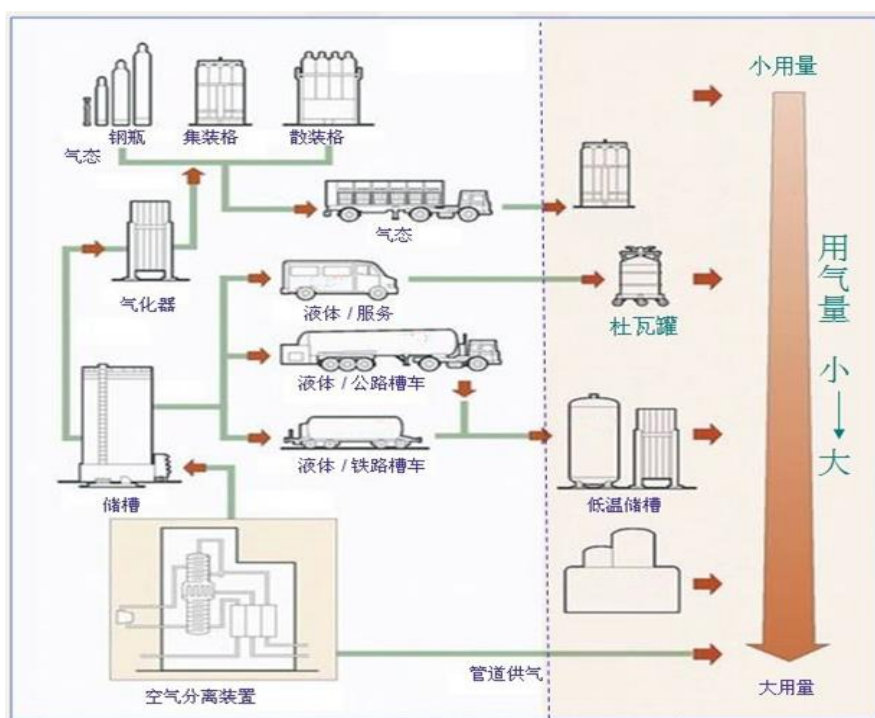 小用量
钢瓶
集装格
散装格
气态
气态
气化器
液体 / 服务
杜瓦罐
液体 / 公路槽车
液体 / 铁路槽车
储槽
低温储槽
用气量 小→大
管道供气
空气分离装置
大用量